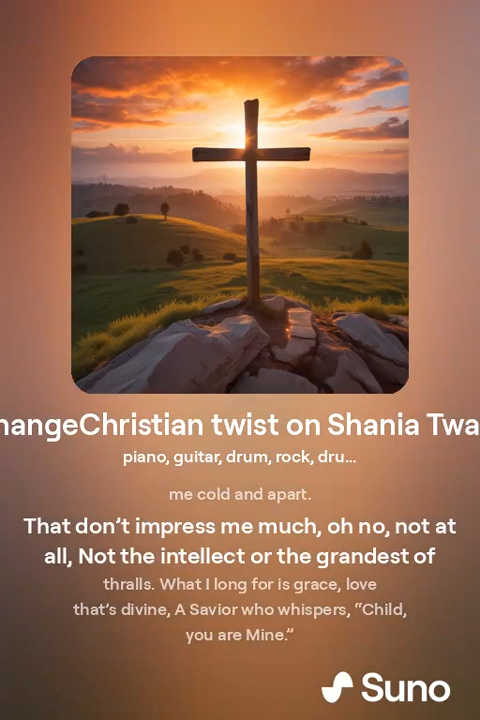 hangeChristian twist on Shania Twa
piano, guitar, drum, rock, dru...
me cold and apart.
That don’t impress me much, oh no, not at
all, Not the intellect or the grandest of
thralls. What I long for is grace, love
that’s divine, A Savior who whispers, “Child,
you are Mine.”
Suno